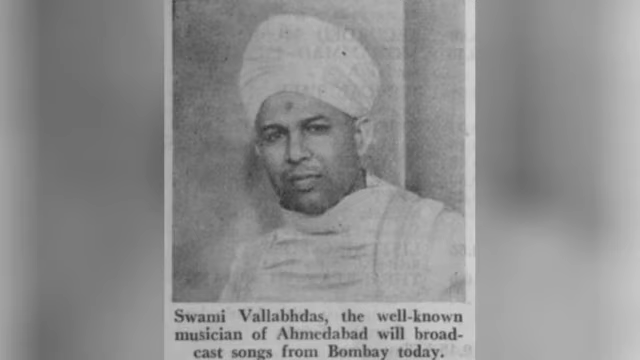 Swami Vallabhdas, the well-known
musician of Ahmedabad will broad-
cast songs from Bombay today.